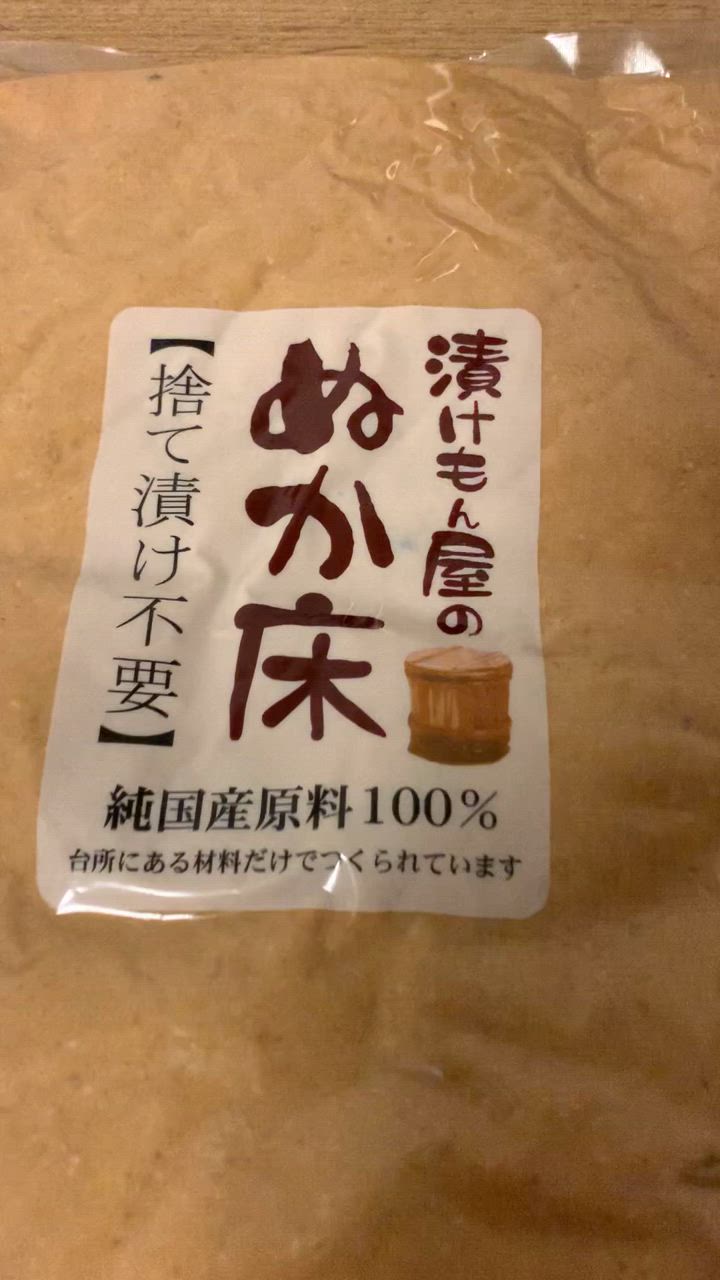 漬けもん屋の
ぬか床
【捨て漬け不要】
純国産原料100%
台所にある材料だけでつくられています